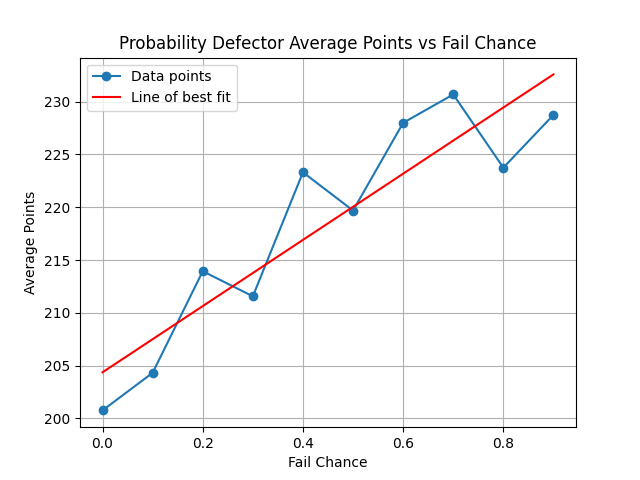 Probability Defector Average Points vs Fail Chance
Data points
Line of best fit
230
225
220
215
210
205
200
Average Points
0.0 0.2 0.4 0.6 0.8
Fail Chance